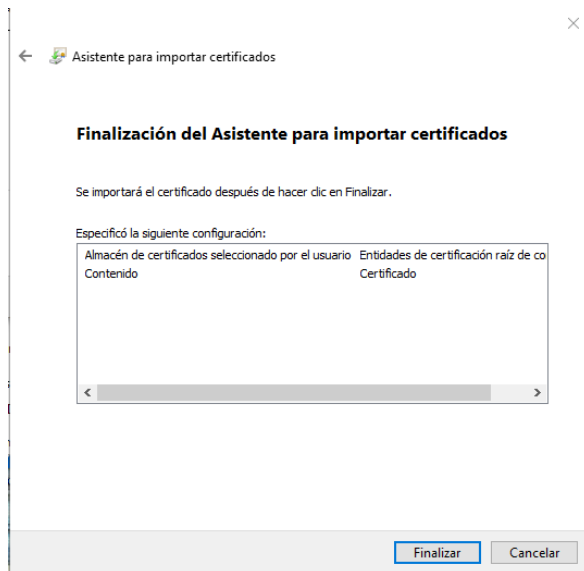 Asistente para importar certificados
Finalización del Asistente para importar certificados
Se importará el certificado después de hacer clic en Finalizar.
Especificó la siguiente configuración:
Almacén de certificados seleccionado por el usuario Entidades de certificación raíz de co
Contenido Certificado
Finalizar Cancelar